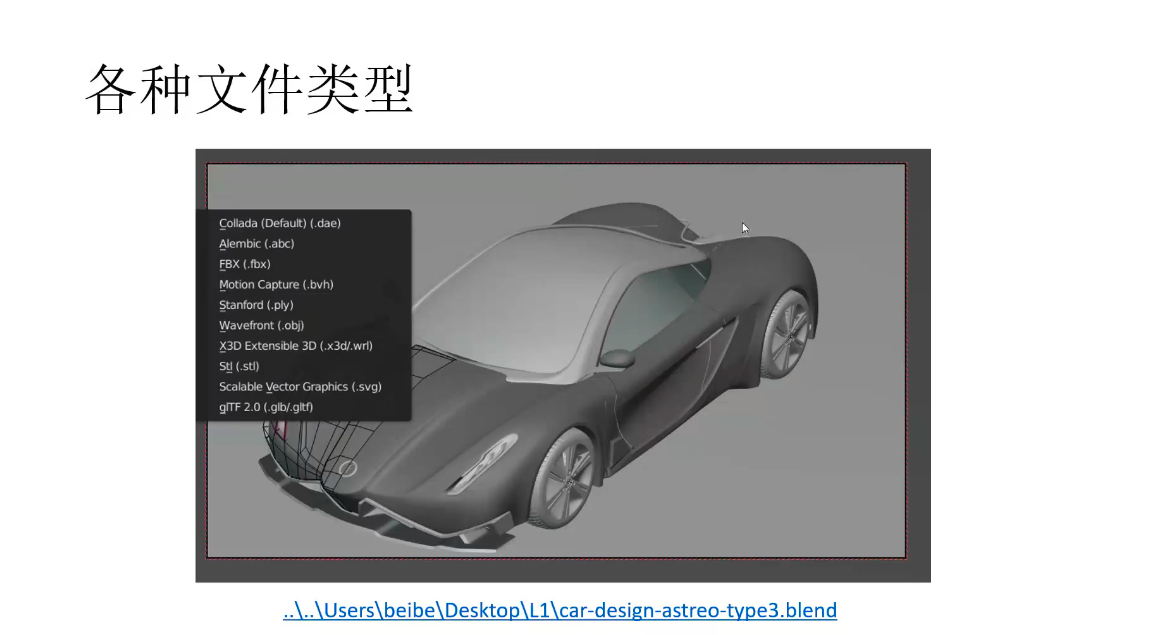 各种文件类型
Collada (Default) (.dae)
Alembic (.abc)
FBX (.fbx)
Motion Capture (.bvh)
Stanford (.ply)
Wavefront (.obj)
X3D Extensible 3D (.x3d/.wrl)
Stl (.stl)
Scalable Vector Graphics (.svg)
glTF 2.0 (.glb/.gltf)
..\..\Users\beibe\Desktop\L1\car-design-astreo-type3.blend